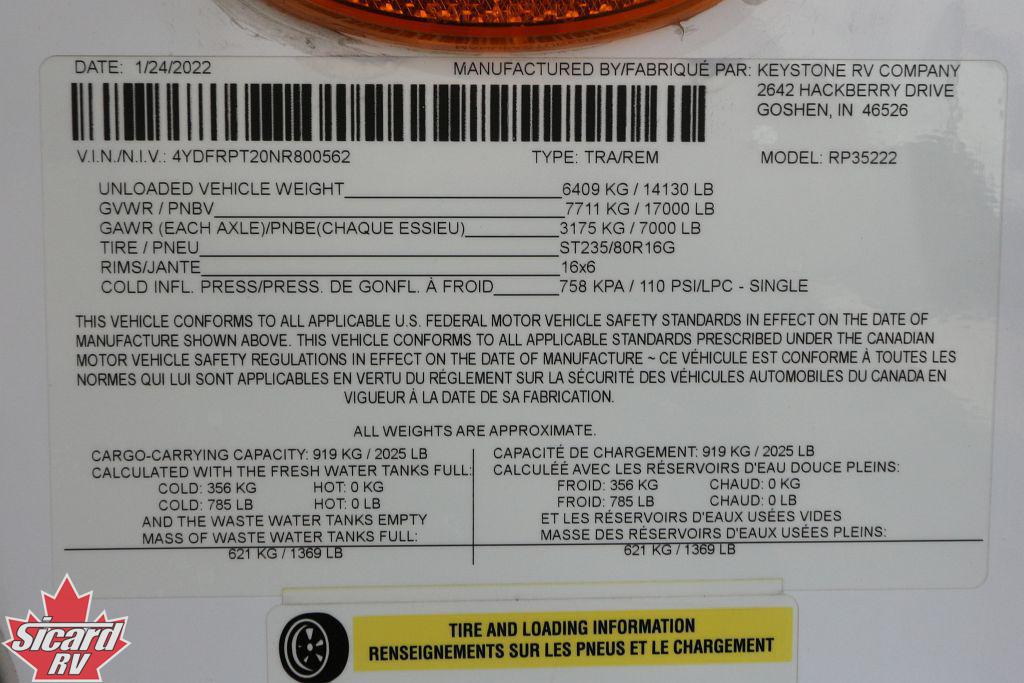 DATE: 1/24/2022
MANUFACTURED BY/FABRIQUÉ PAR: KEYSTONE RV COMPANY
2642 HACKBERRY DRIVE
GOSHEN, IN 46526
V.I.N./N.I.V.: 4YDFRPT20NR800562 TYPE: TRA/REM MODEL: RP35222
UNLOADED VEHICLE WEIGHT 6409 KG / 14130 LB
GVWR / PNBV 7711 KG / 17000 LB
GAWR (EACH AXLE)/PNBE(CHAQUE ESSIEU) 3175 KG / 7000 LB
TIRE / PNEU ST235/80R16G
RIMS/JANTE 16x6
COLD INFL. PRESS/PRESS. DE GONFL. À FROID 758 KPA / 110 PSI/LPC - SINGLE
THIS VEHICLE CONFORMS TO ALL APPLICABLE U.S. FEDERAL MOTOR VEHICLE SAFETY STANDARDS IN EFFECT ON THE DATE OF
MANUFACTURE SHOWN ABOVE. THIS VEHICLE CONFORMS TO ALL APPLICABLE STANDARDS PRESCRIBED UNDER THE CANADIAN
MOTOR VEHICLE SAFETY REGULATIONS IN EFFECT ON THE DATE OF MANUFACTURE ~ CE VÉHICULE EST CONFORME À TOUTES LES
NORMES QUI LUI SONT APPLICABLES EN VERTU DU RÉGLEMENT SUR LA SÉCURITÉ DES VÉHICULES AUTOMOBILES DU CANADA EN
VIGUEUR À LA DATE DE SA FABRICATION.
ALL WEIGHTS ARE APPROXIMATE.
CARGO-CARRYING CAPACITY: 919 KG / 2025 LB
CALCULATED WITH THE FRESH WATER TANKS FULL:
COLD: 356 KG HOT: 0 KG
COLD: 785 LB HOT: 0 LB
AND THE WASTE WATER TANKS EMPTY
MASS OF WASTE WATER TANKS FULL:
621 KG / 1369 LB
CAPACITÉ DE CHARGEMENT: 919 KG / 2025 LB
CALCULÉE AVEC LES RÉSERVOIRS D'EAU DOUCE PLEINS:
FROID: 356 KG CHAUD: 0 KG
FROID: 785 LB CHAUD: 0 LB
ET LES RÉSERVOIRS D'EAUX USÉES VIDES
MASSE DES RÉSERVOIRS D'EAUX USÉES PLEINS:
621 KG / 1369 LB
TIRE AND LOADING INFORMATION
RENSEIGNEMENTS SUR LES PNEUS ET LE CHARGEMENT
Sicard
RV